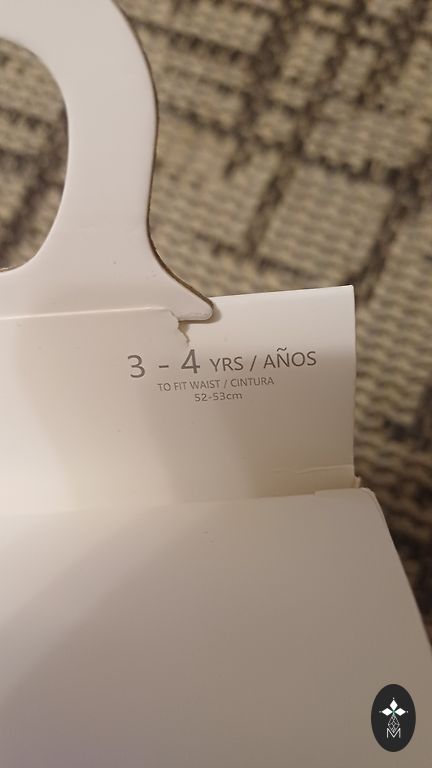 3 - 4 YRS / AÑOS
TO FIT WAIST / CINTURA
52-53cm
M